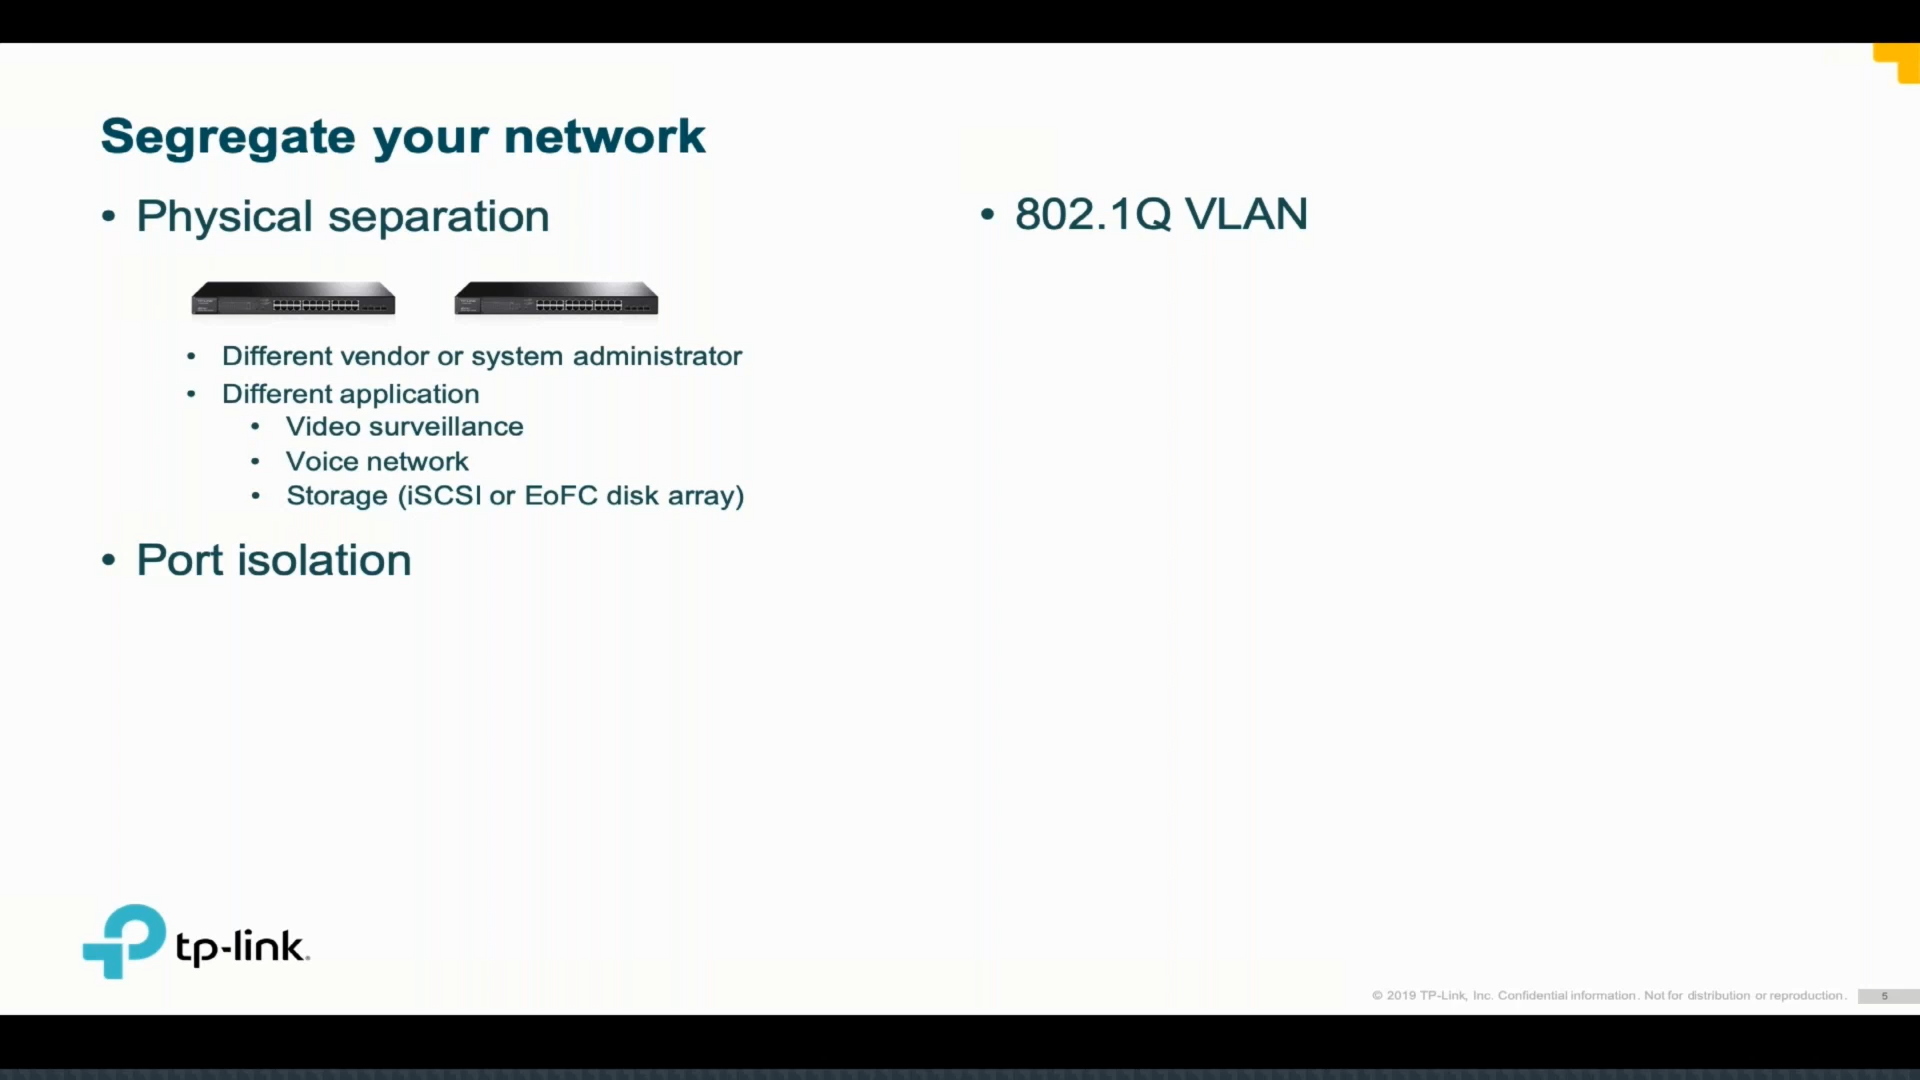 Segregate your network
• Physical separation
• Different vendor or system administrator
• Different application
• Video surveillance
• Voice network
• Storage (iSCSI or EoFC disk array)
• Port isolation
• 802.1Q VLAN
tp-link
© 2019 TP-Link, Inc. Confidential information. Not for distribution or reproduction.
5